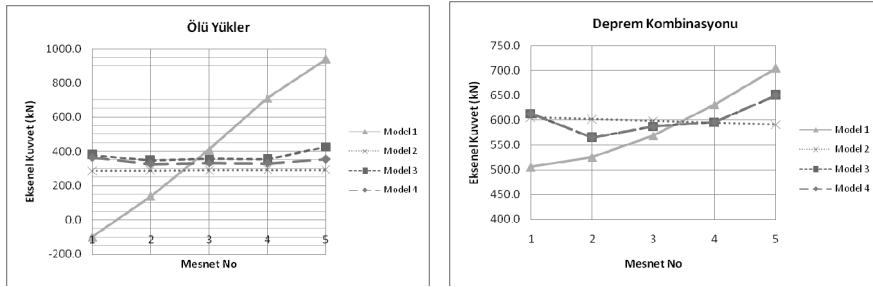 Ölü Yükler
Eksenel Kuvvet (kN)
1000.0
800.0
600.0
400.0
200.0
0.0
-200.0
1 2 3 4 5
Mesnet No
Model 1
Model 2
Model 3
Model 4
Deprem Kombinasyonu
Eksenel Kuvvet (kN)
750.0
700.0
650.0
600.0
550.0
500.0
450.0
400.0
1 2 3 4 5
Mesnet No
Model 1
Model 2
Model 3
Model 4